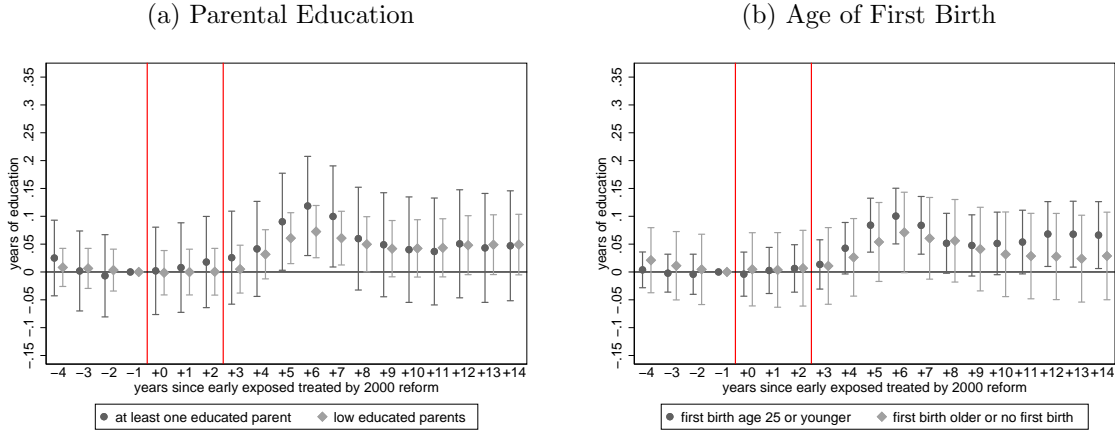 (a) Parental Education
years of education
.35
.3
.25
.2
.15
.1
.05
0
-.05
-.1
-.15
-4 -3 -2 -1 +0 +1 +2 +3 +4 +5 +6 +7 +8 +9 +10 +11 +12 +13 +14
years since early exposed treated by 2000 reform
at least one educated parent low educated parents
(b) Age of First Birth
years of education
.35
.3
.25
.2
.15
.1
.05
0
-.05
-.1
-.15
-4 -3 -2 -1 +0 +1 +2 +3 +4 +5 +6 +7 +8 +9 +10 +11 +12 +13 +14
years since early exposed treated by 2000 reform
first birth age 25 or younger first birth older or no first birth